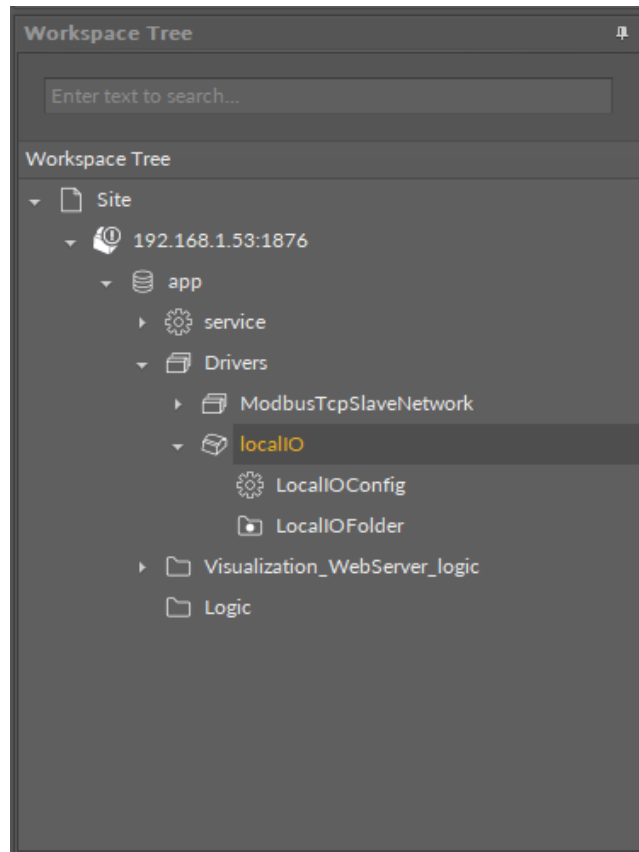 Workspace Tree
Enter text to search...
Workspace Tree
Site
192.168.1.53:1876
app
service
Drivers
ModbusTcpSlaveNetwork
localIO
LocalIOConfig
LocalIOFolder
Visualization_WebServer_logic
Logic